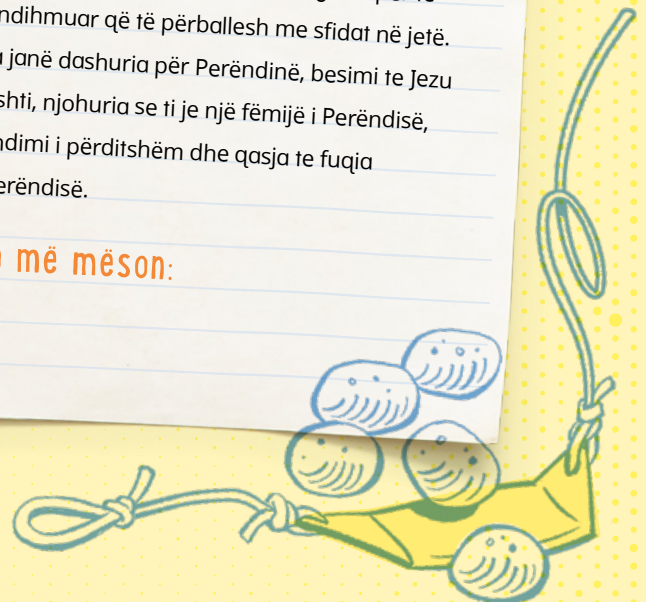 ndihmuar që të përballesh me sfidat në jetë.
janë dashuria për Perëndinë, besimi te Jezu
shti, njohuria se ti je një fëmijë i Perëndisë,
ndimi i përditshëm dhe qasja te fuqia
erëndisë.
më mëson: